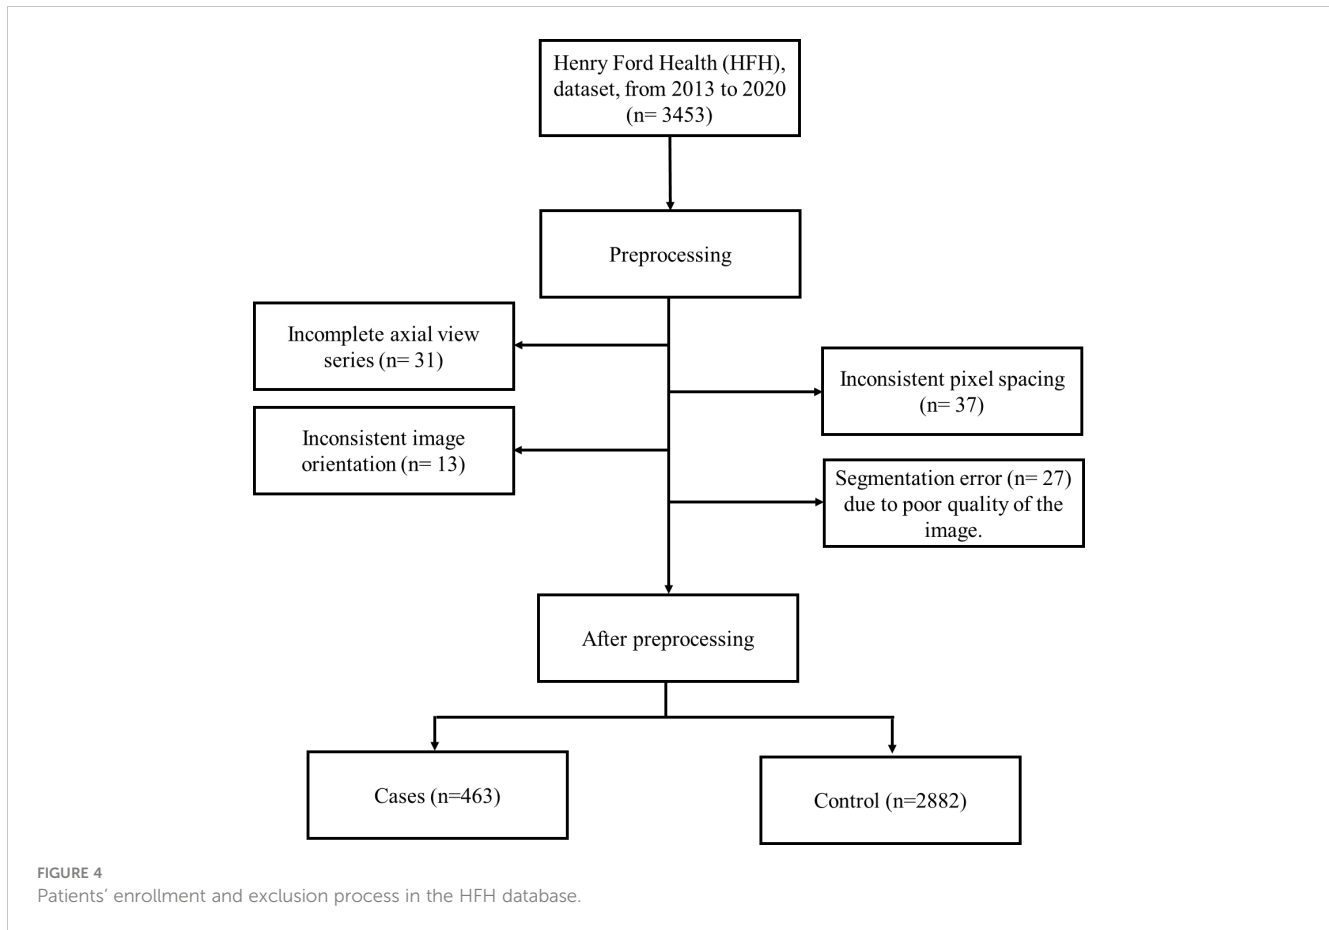 Henry Ford Health (HFH),
dataset, from 2013 to 2020
(n= 3453)
Preprocessing
Incomplete axial view
series (n= 31)
Inconsistent pixel spacing
(n= 37)
Inconsistent image
orientation (n= 13)
Segmentation error (n= 27)
due to poor quality of the
image.
After preprocessing
Cases (n=463)
Control (n=2882)
FIGURE 4
Patients’ enrollment and exclusion process in the HFH database.